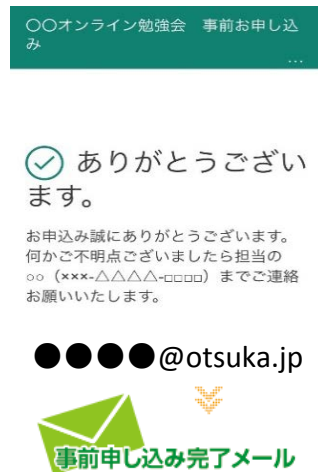 〇〇オンライン勉強会　事前お申し込
み
...
ありがとうござい
ます。
お申込み誠にありがとうございます。
何かご不明点ございましたら担当の
○○（×××-△△△△-□□□□）までご連絡
お願いいたします。
●●●●@otsuka.jp
事前申し込み完了メール